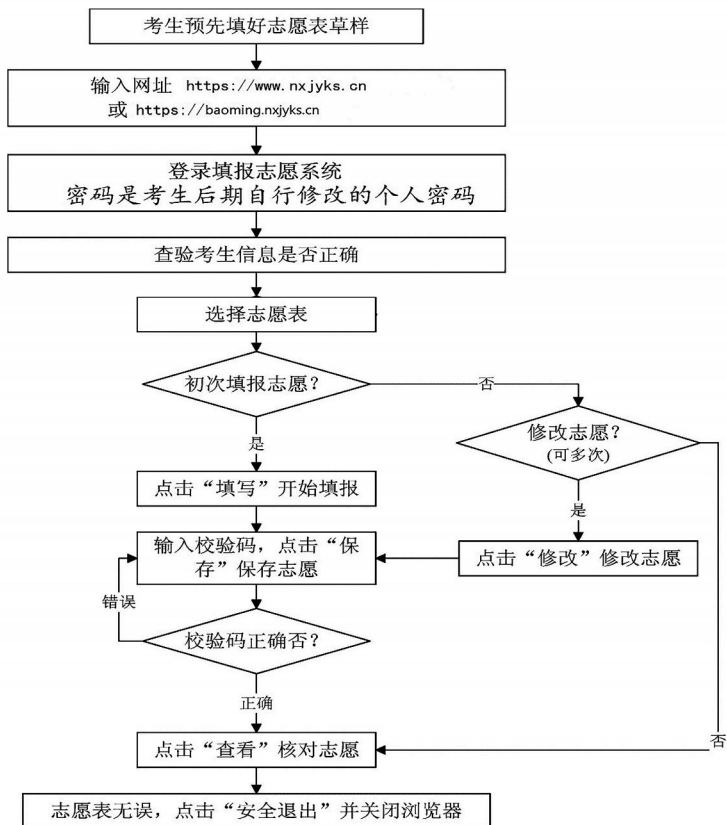 考生预先填好志愿表草样
输入网址 https://www.nxjyks.cn
或 https://baoming.nxjyks.cn
登录填报志愿系统
密码是考生后期自行修改的个人密码
查验考生信息是否正确
选择志愿表
初次填报志愿？
否
修改志愿？
(可多次)
是
点击“填写”开始填报
是
输入校验码，点击“保
存”保存志愿
点击“修改”修改志愿
错误
校验码正确否？
正确
否
点击“查看”核对志愿
志愿表无误，点击“安全退出”并关闭浏览器